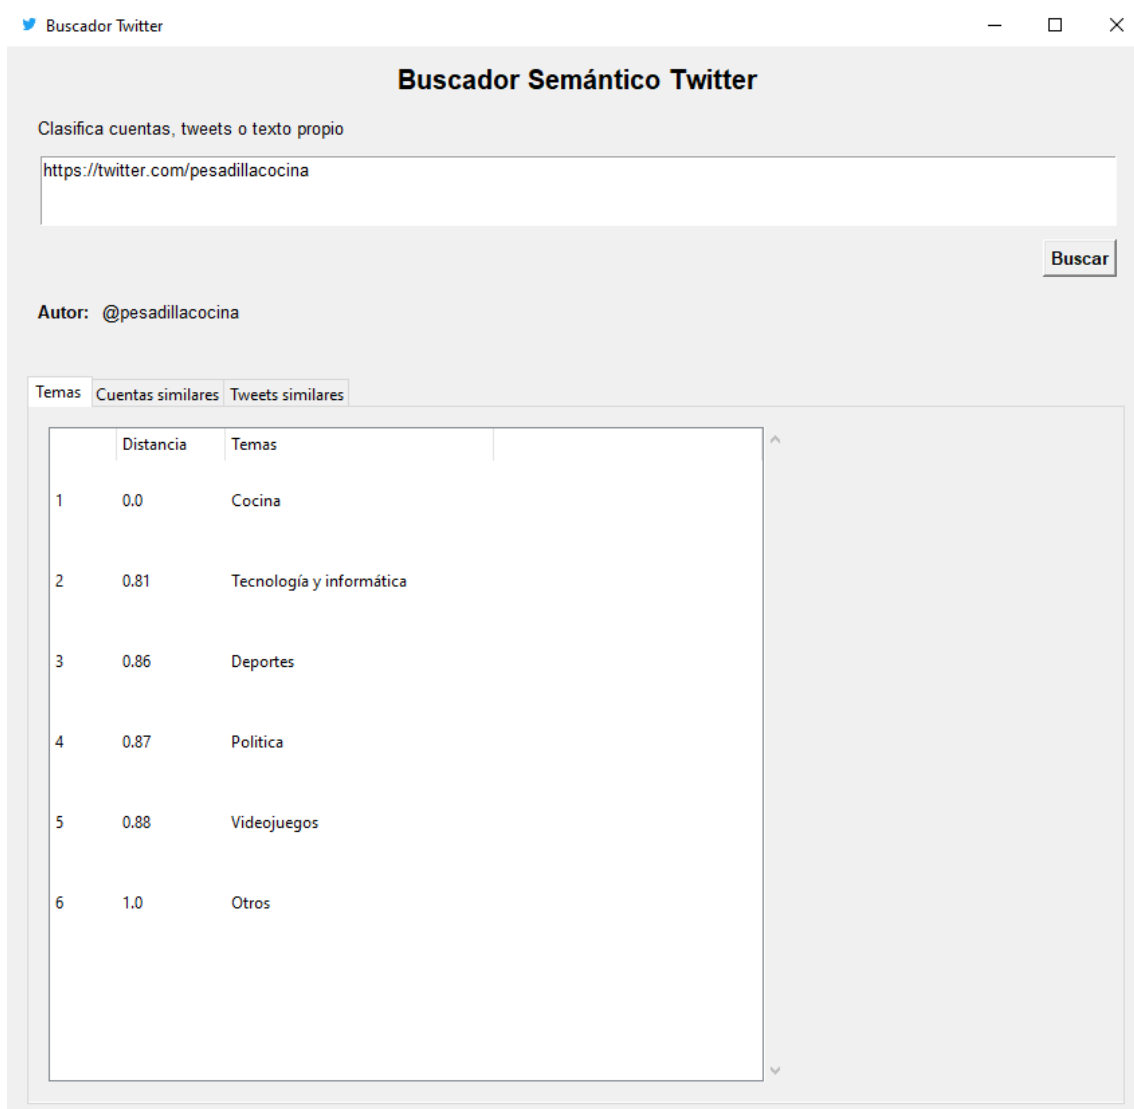 Buscador Twitter
Buscador Semántico Twitter
Clasifica cuentas, tweets o texto propio
https://twitter.com/pesadillacocina
Buscar
Autor: @pesadillacocina
Temas Cuentas similares Tweets similares
Distancia Temas
1 0.0 Cocina
2 0.81 Tecnología y informática
3 0.86 Deportes
4 0.87 Politica
5 0.88 Videojuegos
6 1.0 Otros